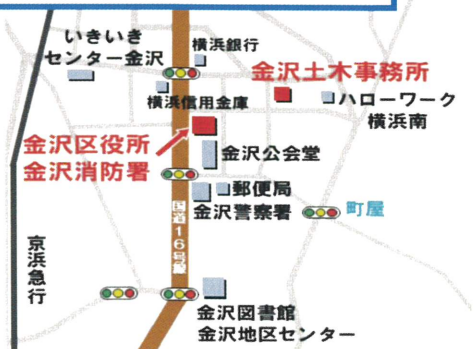 いきいき
センター金沢
横浜銀行
金沢土木事務所
横浜信用金庫
ハローワーク
横浜南
金沢区役所
金沢消防署
金沢公会堂
郵便局
金沢警察署
町屋
国道16号線
京浜急行
金沢図書館
金沢地区センター